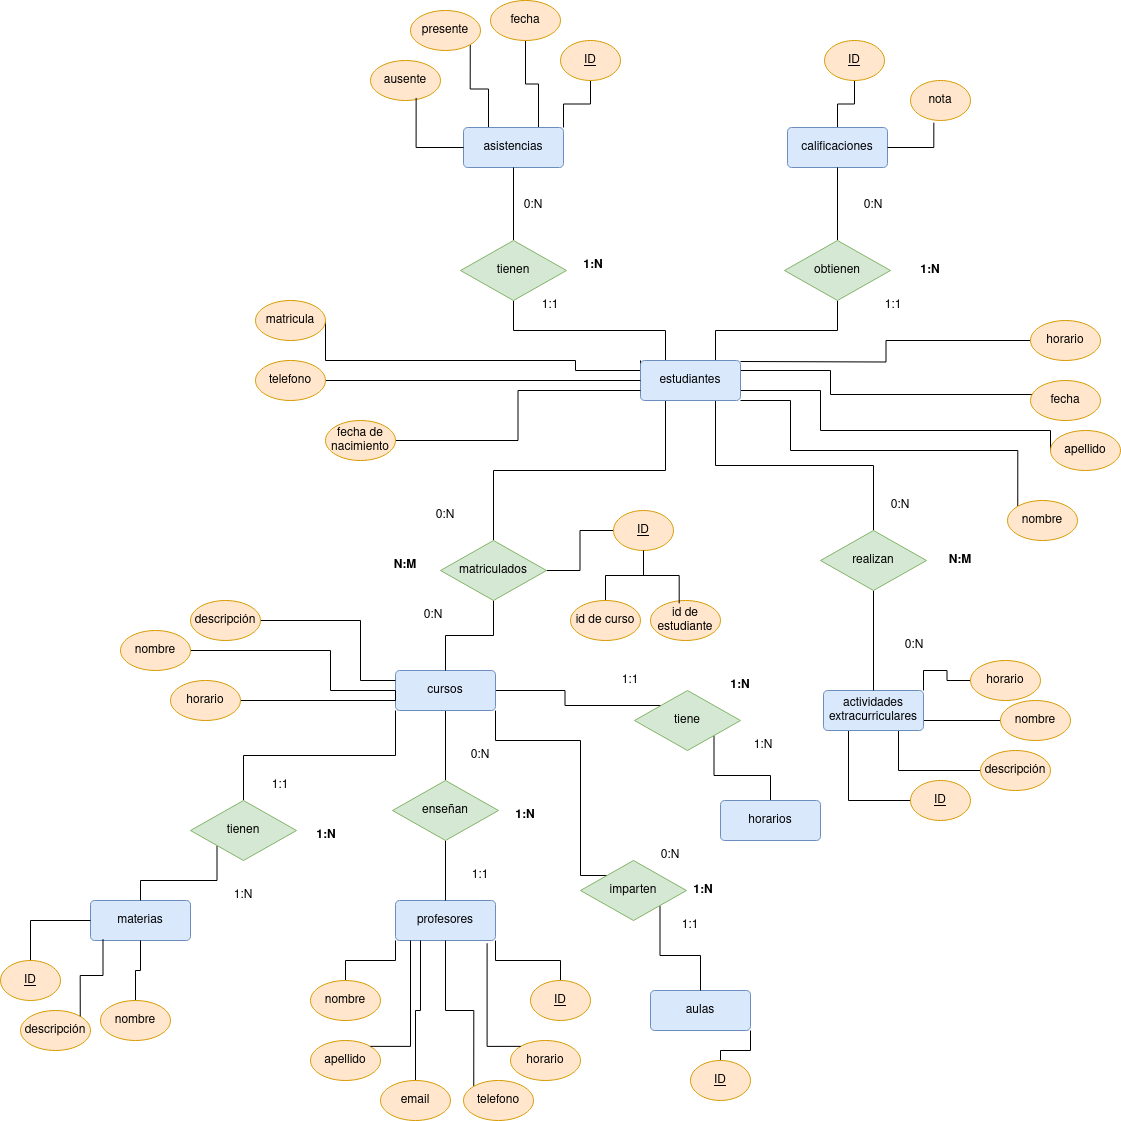 fecha
presente
ID
ausente
asistencias
ID
nota
calificaciones
0:N
tienen
1:N
1:1
0:N
obtienen
1:N
1:1
matricula
telefono
fecha de
nacimiento
estudiantes
horario
fecha
apellido
nombre
0:N
N:M
matriculados
0:N
ID
id de curso
id de
estudiante
0:N
realizan
N:M
0:N
descripción
nombre
horario
cursos
1:1
1:N
tiene
1:N
horarios
actividades
extracurriculares
horario
nombre
descripción
ID
1:1
tienen
1:N
1:N
0:N
enseñan
1:N
1:1
0:N
imparten
1:N
1:1
materias
ID
descripción
nombre
profesores
nombre
ID
apellido
horario
email
telefono
aulas
ID